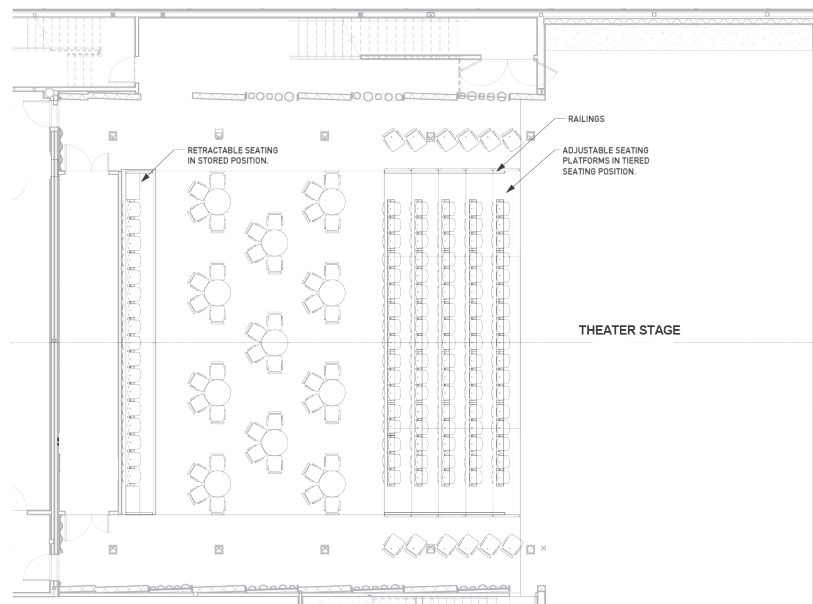 RAILINGS
RETRACTABLE SEATING
IN STORED POSITION.
ADJUSTABLE SEATING
PLATFORMS IN TIERED
SEATING POSITION.
THEATER STAGE